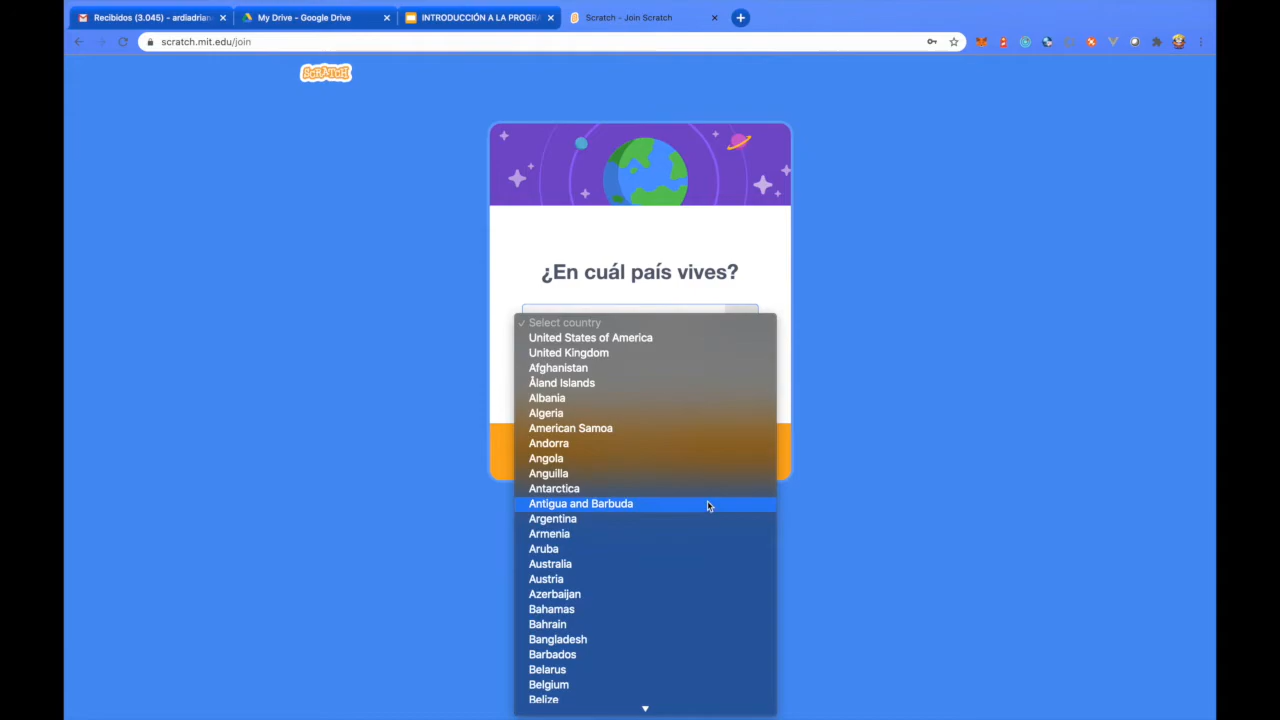 Recibidos (3.045) - ardiadrian
My Drive - Google Drive
INTRODUCCIÓN A LA PROGRA
Scratch - Join Scratch
scratch.mit.edu/join
SCRATCH
¿En cuál país vives?
✓ Select country
United States of America
United Kingdom
Afghanistan
Åland Islands
Albania
Algeria
American Samoa
Andorra
Angola
Anguilla
Antarctica
Antigua and Barbuda
Argentina
Armenia
Aruba
Australia
Austria
Azerbaijan
Bahamas
Bahrain
Bangladesh
Barbados
Belarus
Belgium
Belize